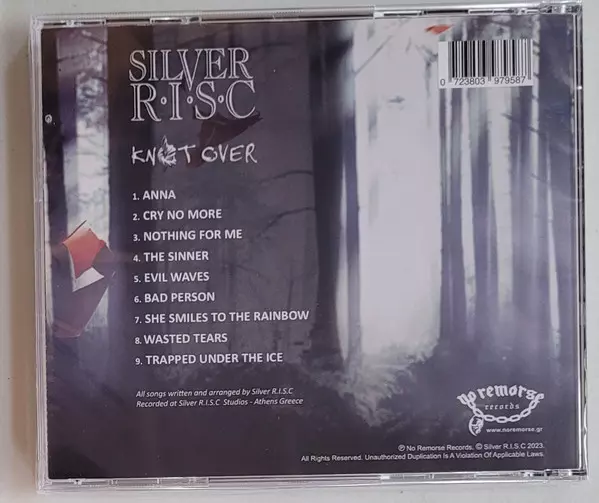 SILVER
R·I·S·C
KNOT OVER
0 723803 979587
1. ANNA
2. CRY NO MORE
3. NOTHING FOR ME
4. THE SINNER
5. EVIL WAVES
6. BAD PERSON
7. SHE SMILES TO THE RAINBOW
8. WASTED TEARS
9. TRAPPED UNDER THE ICE
All songs written and arranged by Silver R.I.S.C
Recorded at Silver R.I.S.C Studios - Athens Greece
no remorse
records
www.noremorse.gr
℗ No Remorse Records. © Silver R.I.S.C 2023.
All Rights Reserved. Unauthorized Duplication Is A Violation Of Applicable Laws.